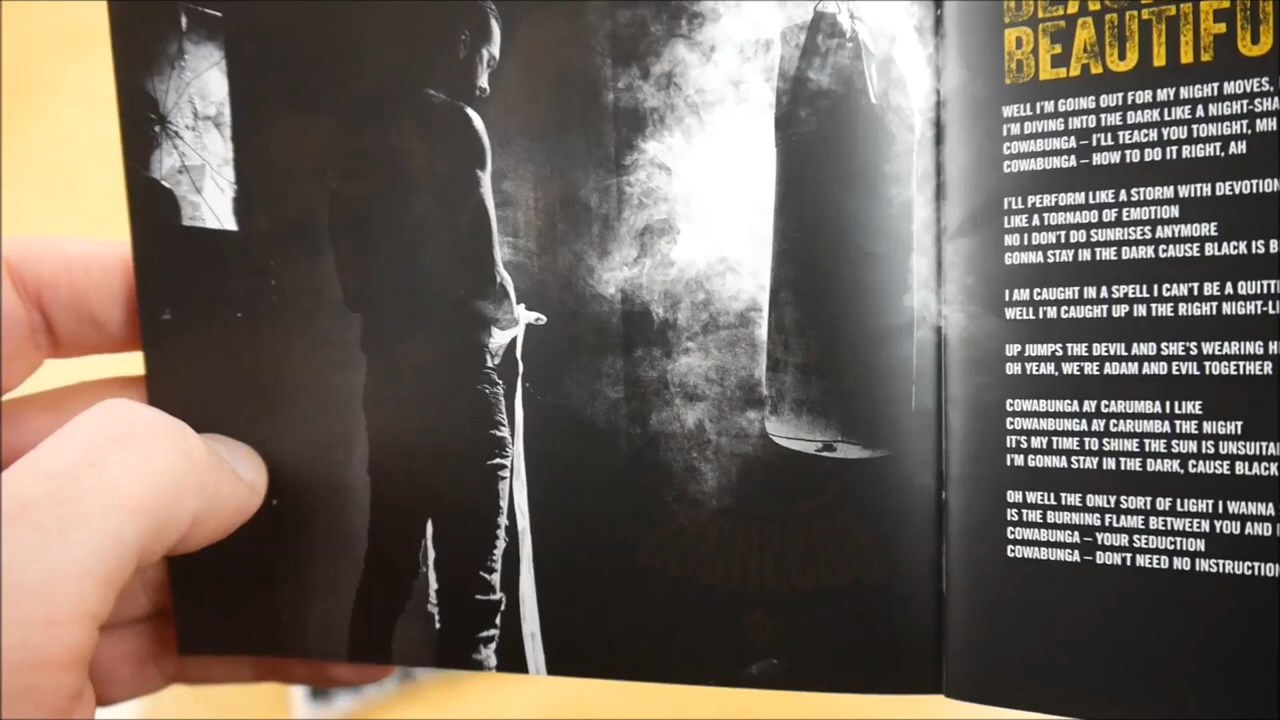 BEAUTIFU
WELL I'M GOING OUT FOR MY NIGHT MOVES,
I'M DIVING INTO THE DARK LIKE A NIGHT-SHA
COWABUNGA – I'LL TEACH YOU TONIGHT, MH
COWABUNGA – HOW TO DO IT RIGHT, AH
I'LL PERFORM LIKE A STORM WITH DEVOTION
LIKE A TORNADO OF EMOTION
NO I DON'T DO SUNRISES ANYMORE
GONNA STAY IN THE DARK CAUSE BLACK IS B
I AM CAUGHT IN A SPELL I CAN'T BE A QUITT
WELL I'M CAUGHT UP IN THE RIGHT NIGHT-LI
UP JUMPS THE DEVIL AND SHE'S WEARING H
OH YEAH, WE'RE ADAM AND EVIL TOGETHER
COWABUNGA AY CARUMBA I LIKE
COWANBUNGA AY CARUMBA THE NIGHT
IT'S MY TIME TO SHINE THE SUN IS UNSUITA
I'M GONNA STAY IN THE DARK, CAUSE BLACK
OH WELL THE ONLY SORT OF LIGHT I WANNA
IS THE BURNING FLAME BETWEEN YOU AND
COWABUNGA – YOUR SEDUCTION
COWABUNGA – DON'T NEED NO INSTRUCTION